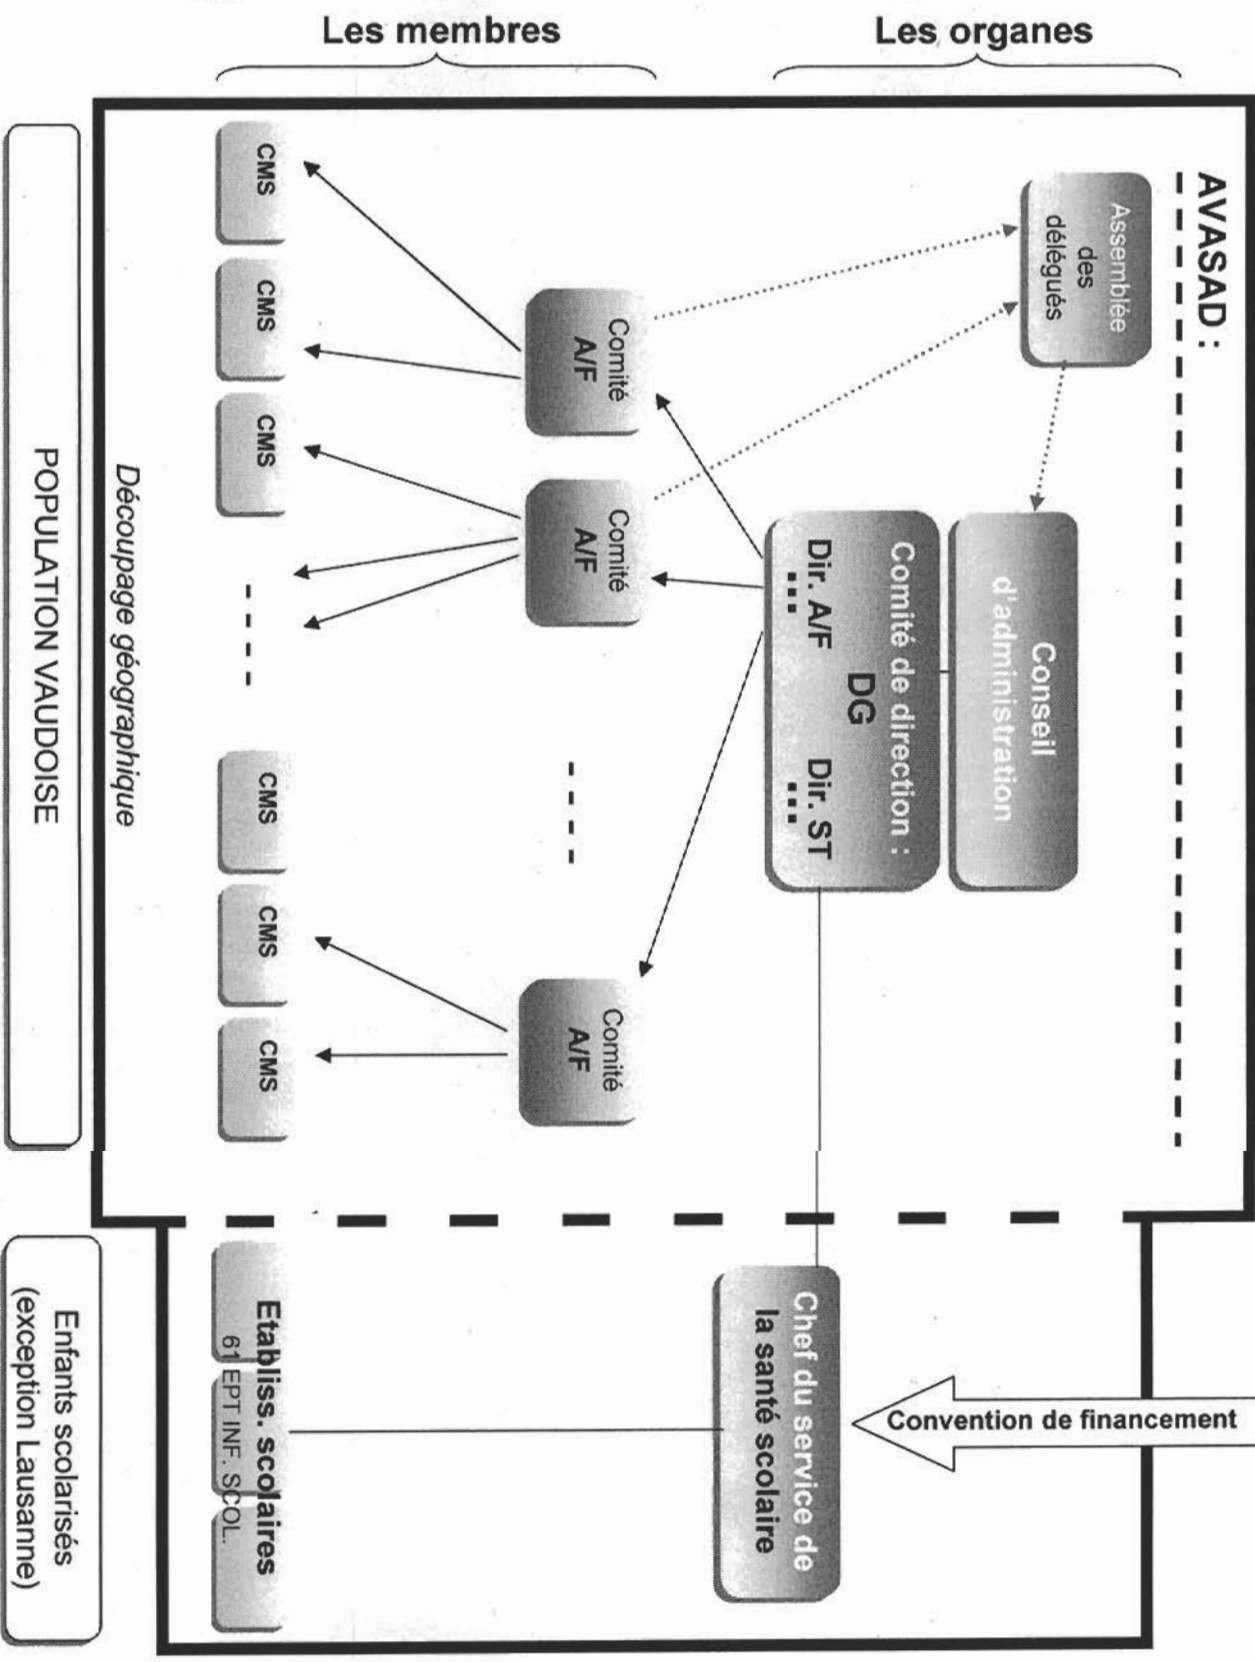 Les organes
Les membres
AVASAD :
Assemblée
des
délégués
Conseil
d'administration
Comité de direction :
DG
Dir. A/F
Dir. ST
...
...
Comité
A/F
Comité
A/F
Comité
A/F
CMS
CMS
CMS
CMS
CMS
CMS
Découpage géographique
POPULATION VAUDOISE
Convention de financement
Chef du service de
la santé scolaire
Etabliss. scolaires
61 EPT INF. SCOL.
Enfants scolarisés
(exception Lausanne)